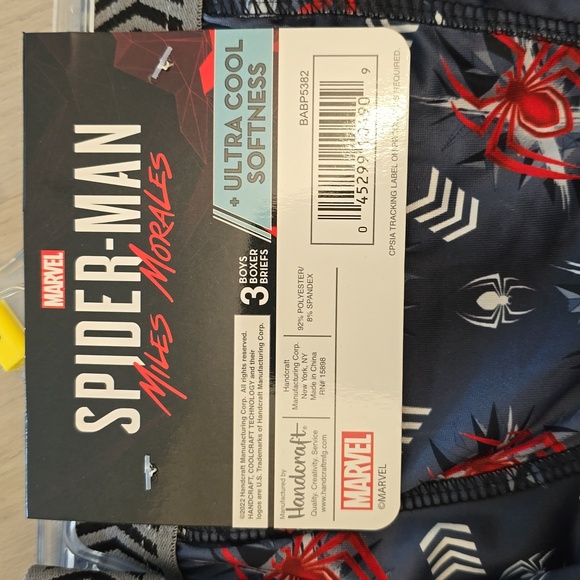 MARVEL
SPIDER-MAN
MILES MORALES
+ ULTRA COOL
SOFTNESS
3 BOYS
BOXER
BRIEFS
©2022 Handcraft Manufacturing Corp. All rights reserved.
HANDCRAFT, COOLCRAFT TECHNOLOGY and their
logos are U.S. Trademarks of Handcraft Manufacturing Corp.
Manufactured by
Handcraft®
Quality. Creativity. Service
www.handcraftmfg.com
Handcraft
Manufacturing Corp.
New York, NY
Made in China
RN# 15898
92% POLYESTER/
8% SPANDEX
BABP5382
0 45299 9
MARVEL
©MARVEL
CPSIA TRACKING LABEL REQUIRED.